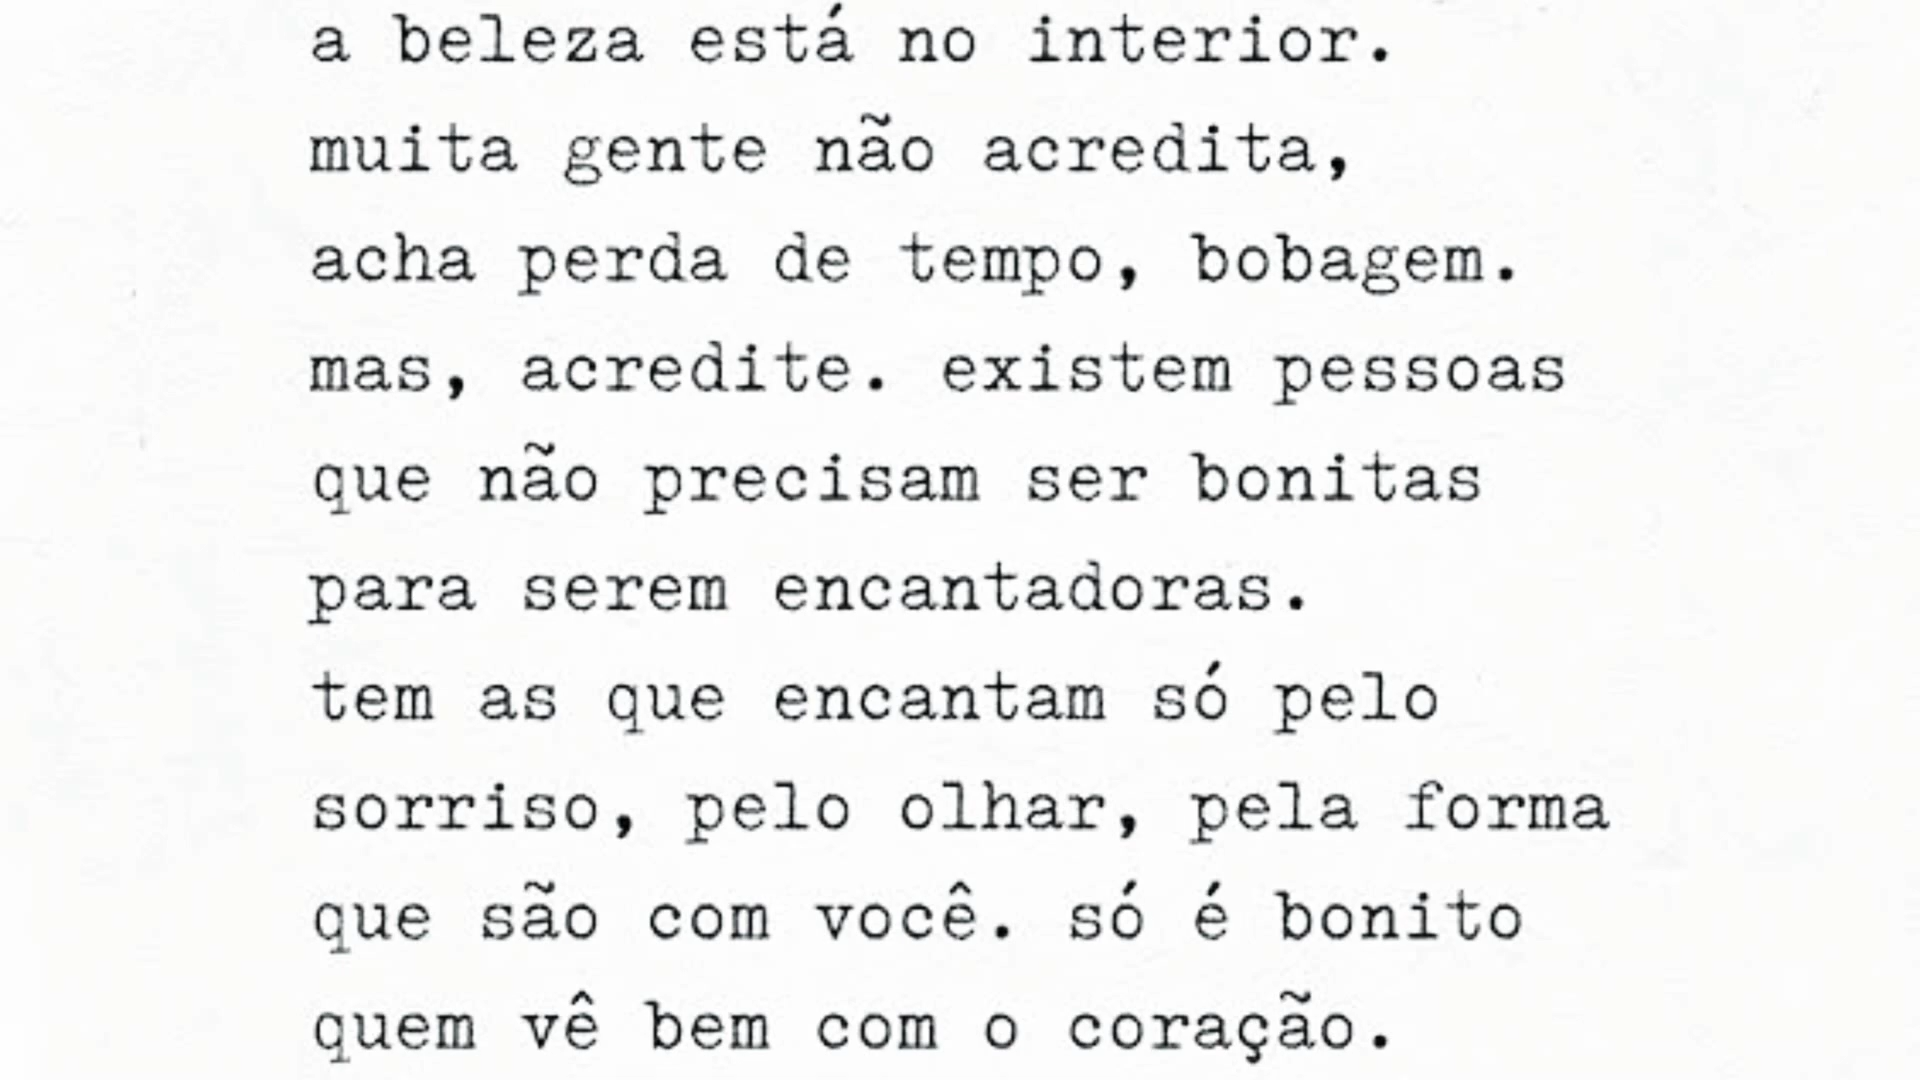 a beleza está no interior.
muita gente não acredita,
acha perda de tempo, bobagem.
mas, acredite. existem pessoas
que não precisam ser bonitas
para serem encantadoras.
tem as que encantam só pelo
sorriso, pelo olhar, pela forma
que são com você. só é bonito
quem vê bem com o coração.